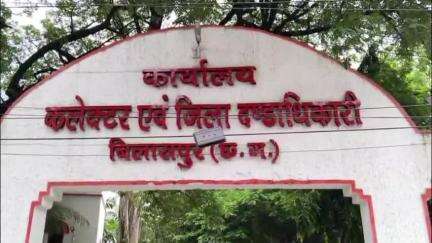 कार्यालय
कलेक्टर एवं जिला दण्डाधिकारी
बिलासपुर (छ.ग.)